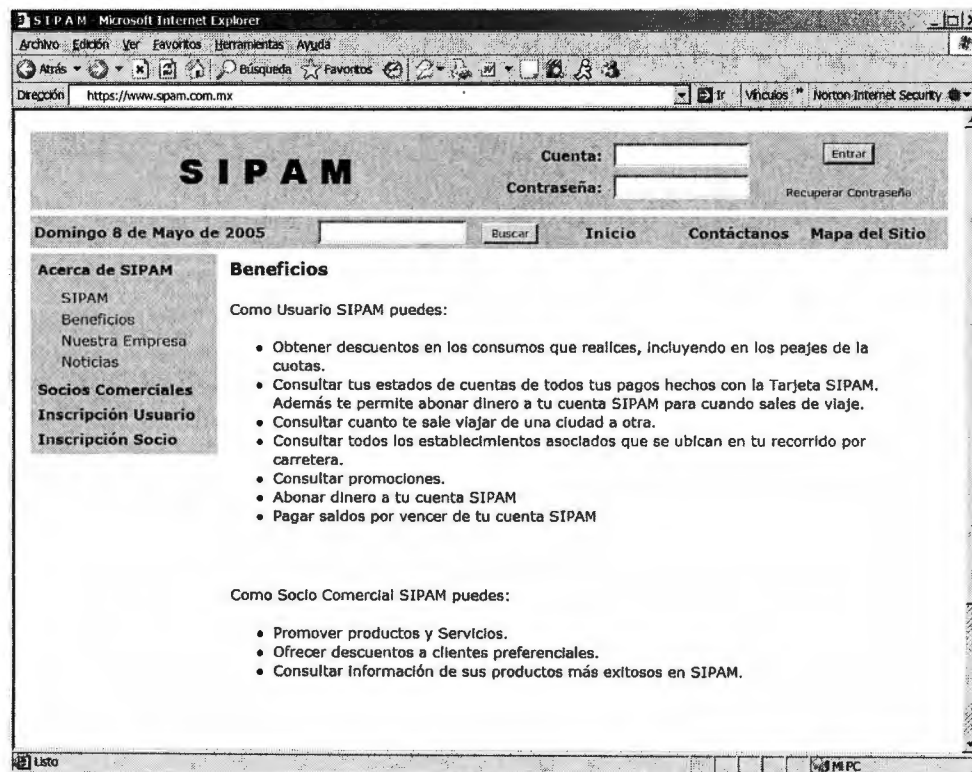 S I P A M - Microsoft Internet Explorer
Archivo Edición Ver Favoritos Herramientas Ayuda
Atrás Búsqueda Favoritos
Dirección https://www.spam.com.mx Ir Vínculos » Norton Internet Security
S I P A M
Cuenta: Entrar
Contraseña: Recuperar Contraseña
Domingo 8 de Mayo de 2005 Buscar Inicio Contáctanos Mapa del Sitio
Acerca de SIPAM
SIPAM
Beneficios
Nuestra Empresa
Noticias
Socios Comerciales
Inscripción Usuario
Inscripción Socio
Beneficios
Como Usuario SIPAM puedes:
• Obtener descuentos en los consumos que realices, incluyendo en los peajes de la
cuotas.
• Consultar tus estados de cuentas de todos tus pagos hechos con la Tarjeta SIPAM.
Además te permite abonar dinero a tu cuenta SIPAM para cuando sales de viaje.
• Consultar cuanto te sale viajar de una ciudad a otra.
• Consultar todos los establecimientos asociados que se ubican en tu recorrido por
carretera.
• Consultar promociones.
• Abonar dinero a tu cuenta SIPAM
• Pagar saldos por vencer de tu cuenta SIPAM
Como Socio Comercial SIPAM puedes:
• Promover productos y Servicios.
• Ofrecer descuentos a clientes preferenciales.
• Consultar información de sus productos más exitosos en SIPAM.
Listo
Mi PC